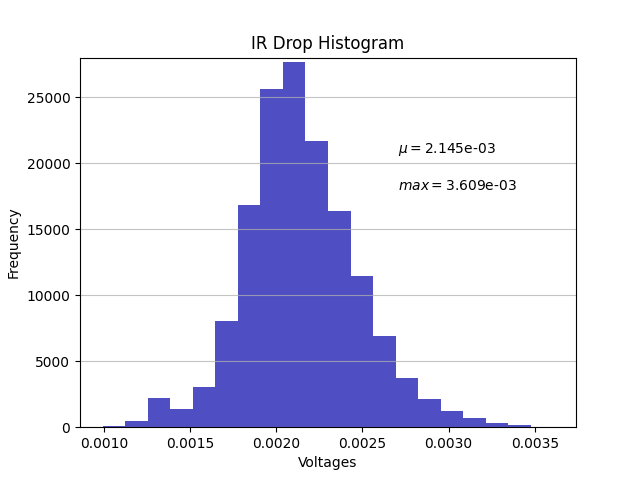 IR Drop Histogram
25000
20000
15000
10000
5000
0
Frequency
μ = 2.145e-03
max = 3.609e-03
0.0010 0.0015 0.0020 0.0025 0.0030 0.0035
Voltages